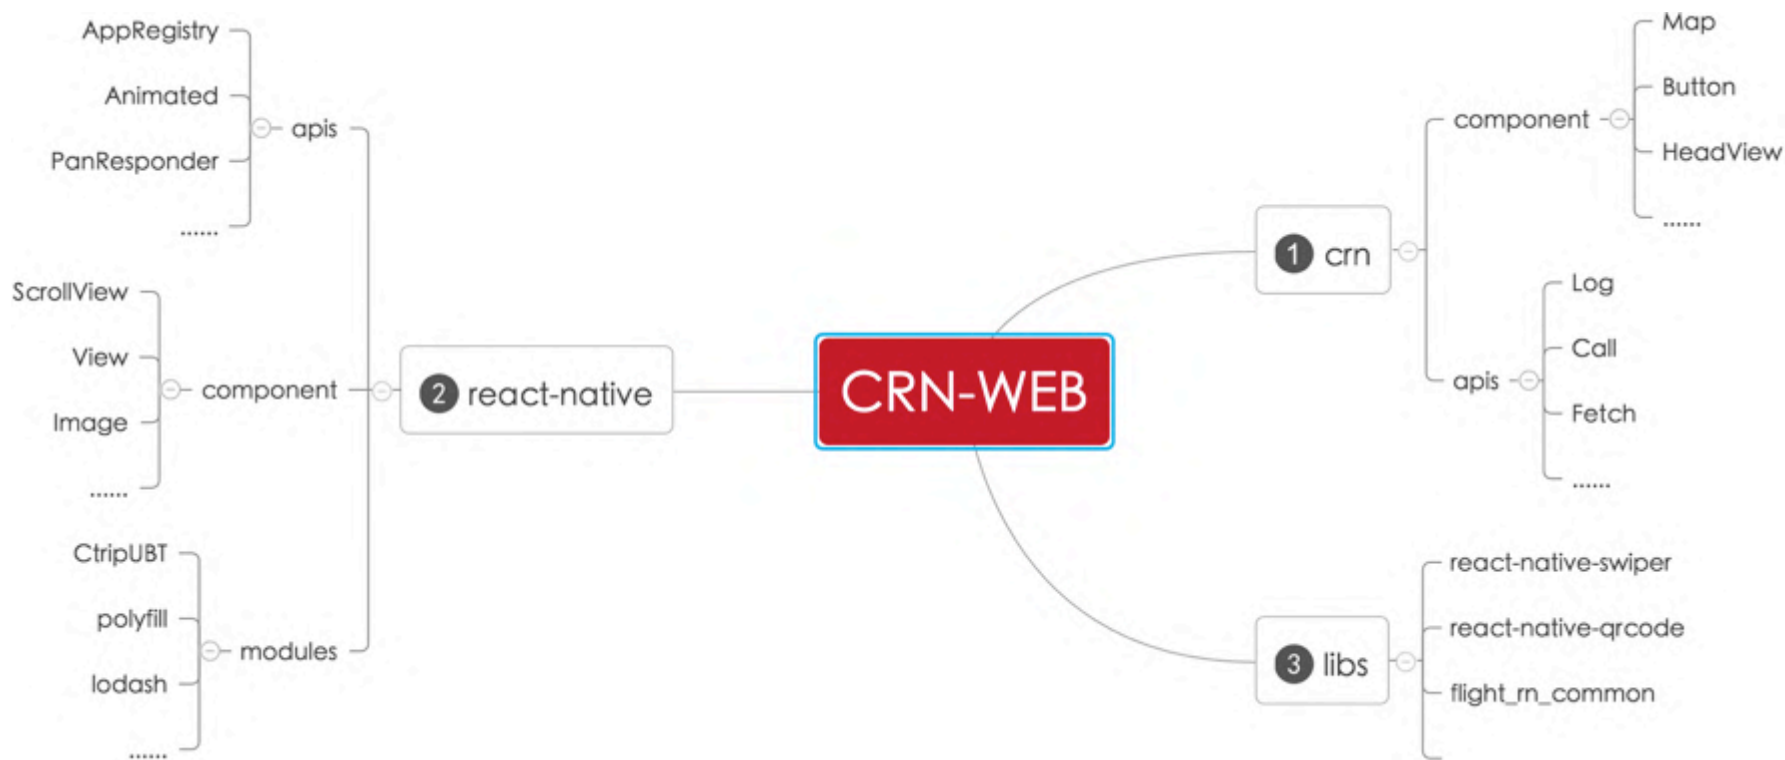 CRN-WEB
1 crn
component
Map
Button
HeadView
......
apis
Log
Call
Fetch
......
2 react-native
apis
AppRegistry
Animated
PanResponder
......
component
ScrollView
View
Image
......
modules
CtripUBT
polyfill
lodash
......
3 libs
react-native-swiper
react-native-qrcode
flight_rn_common